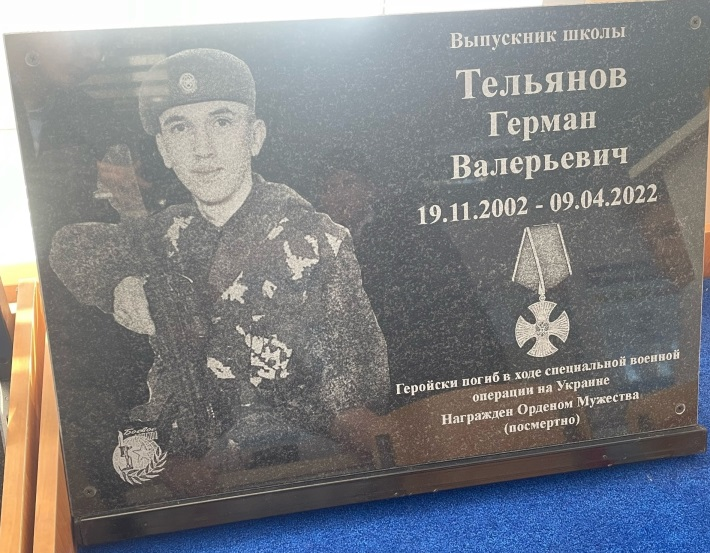 Выпускник школы
Тельянов
Герман
Валерьевич
19.11.2002 - 09.04.2022
Геройски погиб в ходе специальной военной
операции на Украине
Награжден Орденом Мужества
(посмертно)